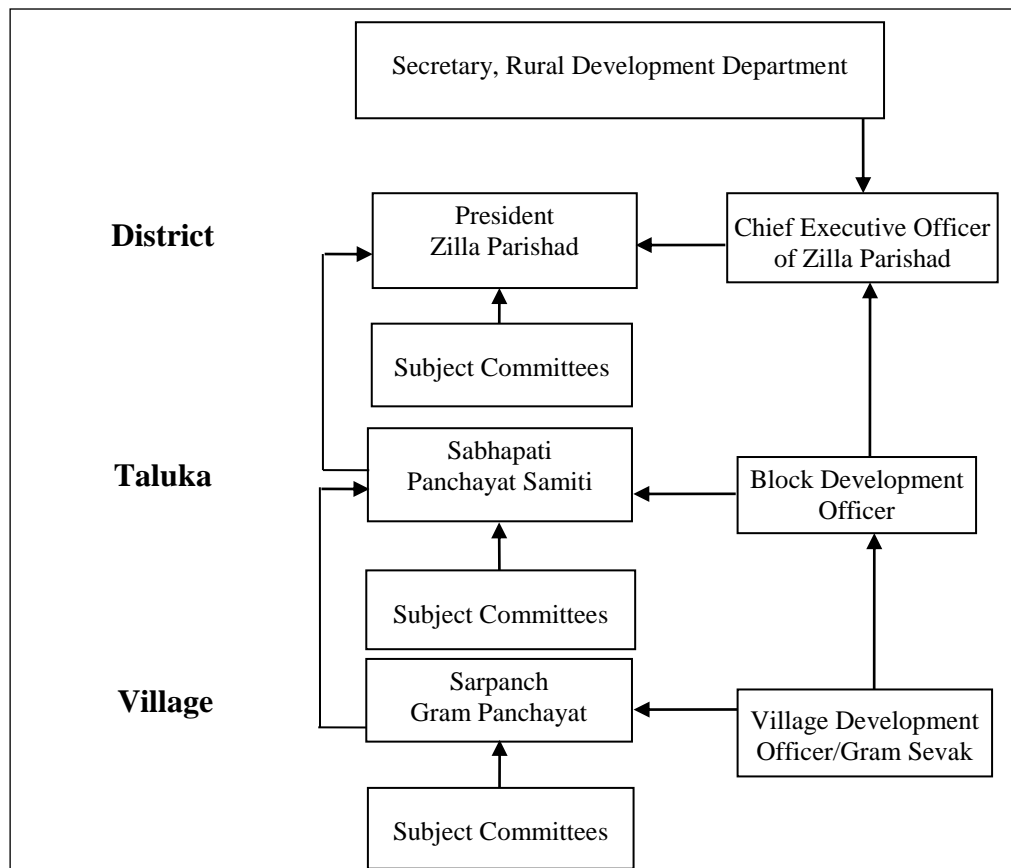 Secretary, Rural Development Department
District
President
Zilla Parishad
Chief Executive Officer
of Zilla Parishad
Subject Committees
Taluka
Sabhapati
Panchayat Samiti
Block Development
Officer
Subject Committees
Village
Sarpanch
Gram Panchayat
Village Development
Officer/Gram Sevak
Subject Committees